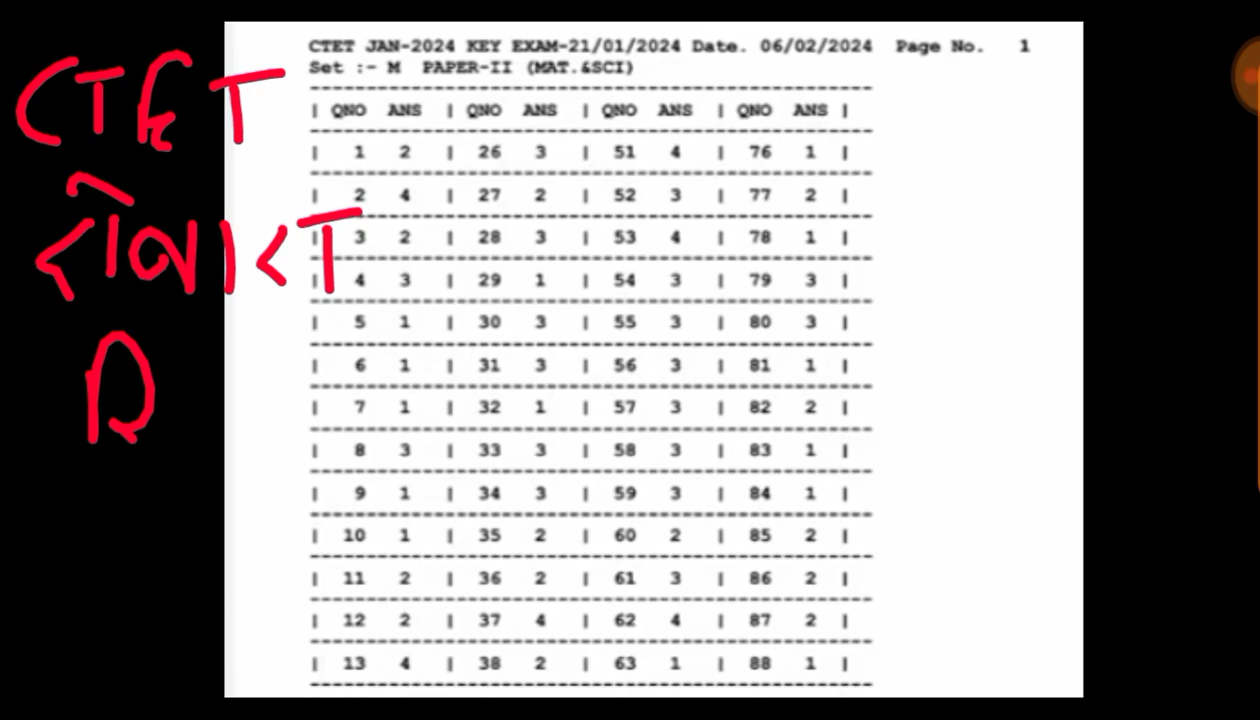 CTET
D
CTET JAN-2024 KEY EXAM-21/01/2024 Date. 06/02/2024 Page No. 1
Set :- M PAPER-II (MAT.&SCI)
| QNO ANS | QNO ANS | QNO ANS | QNO ANS |
| 1 2 | 26 3 | 51 4 | 76 1 |
| 2 4 | 27 2 | 52 3 | 77 2 |
| 3 2 | 28 3 | 53 4 | 78 1 |
| 4 3 | 29 1 | 54 3 | 79 3 |
| 5 1 | 30 3 | 55 3 | 80 3 |
| 6 1 | 31 3 | 56 3 | 81 1 |
| 7 1 | 32 1 | 57 3 | 82 2 |
| 8 3 | 33 3 | 58 3 | 83 1 |
| 9 1 | 34 3 | 59 3 | 84 1 |
| 10 1 | 35 2 | 60 2 | 85 2 |
| 11 2 | 36 2 | 61 3 | 86 2 |
| 12 2 | 37 4 | 62 4 | 87 2 |
| 13 4 | 38 2 | 63 1 | 88 1 |